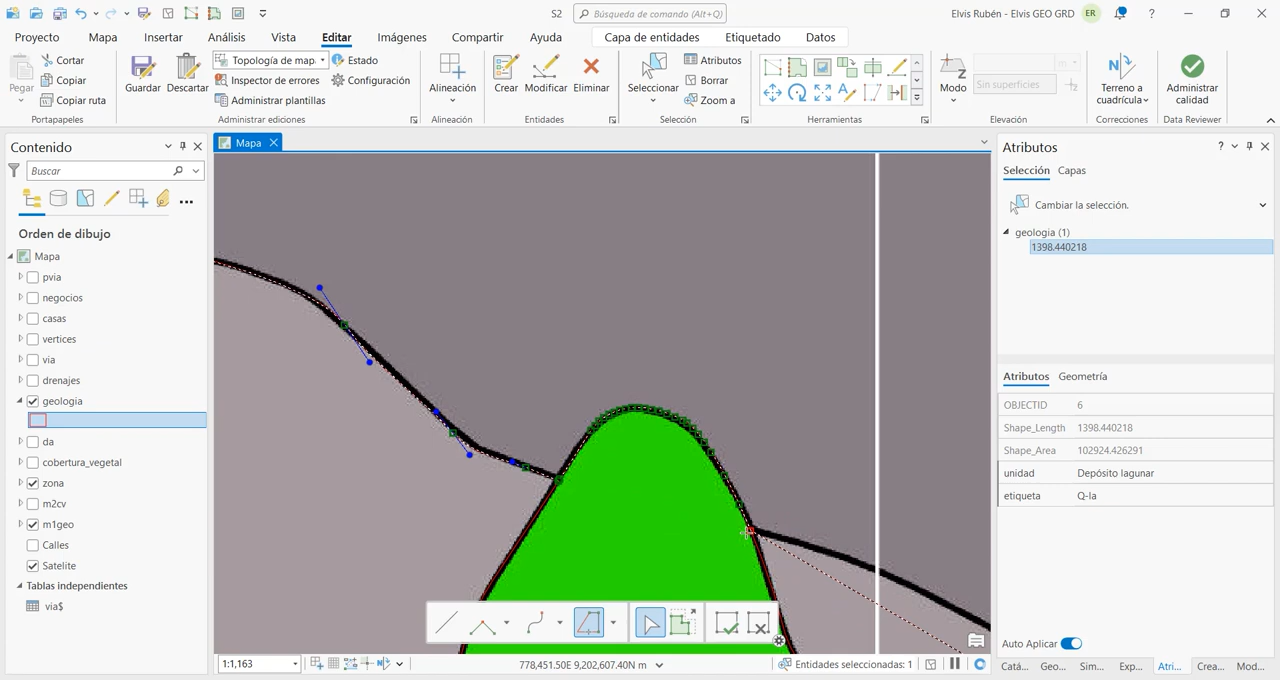 S2
Búsqueda de comando (Alt+Q)
Elvis Rubén - Elvis GEO GRD
ER
?
Proyecto
Mapa
Insertar
Análisis
Vista
Editar
Imágenes
Compartir
Ayuda
Capa de entidades
Etiquetado
Datos
Pegar
Cortar
Copiar
Copiar ruta
Portapapeles
Guardar
Descartar
Topología de map.
Estado
Inspector de errores
Configuración
Administrar plantillas
Administrar ediciones
Alineación
Alineación
Crear
Modificar
Eliminar
Entidades
Seleccionar
Atributos
Borrar
Zoom a
Selección
Herramientas
Modo
Sin superficies
Elevación
Terreno a cuadrícula
Correcciones
Administrar calidad
Data Reviewer
Contenido
Buscar
Orden de dibujo
Mapa
pvia
negocios
casas
vertices
via
drenajes
geologia
da
cobertura_vegetal
zona
m2cv
m1geo
Calles
Satelite
Tablas independientes
via$
Mapa
1:1,163
778,451.50E 9,202,607.40N m
Entidades seleccionadas: 1
Atributos
?
Selección
Capas
Cambiar la selección.
geologia (1)
1398.440218
Atributos
Geometría
OBJECTID 6
Shape_Length 1398.440218
Shape_Area 102924.426291
unidad Depósito lagunar
etiqueta Q-la
Auto Aplicar
Catá...
Geo...
Sim...
Exp...
Atri...
Crea...
Mod...